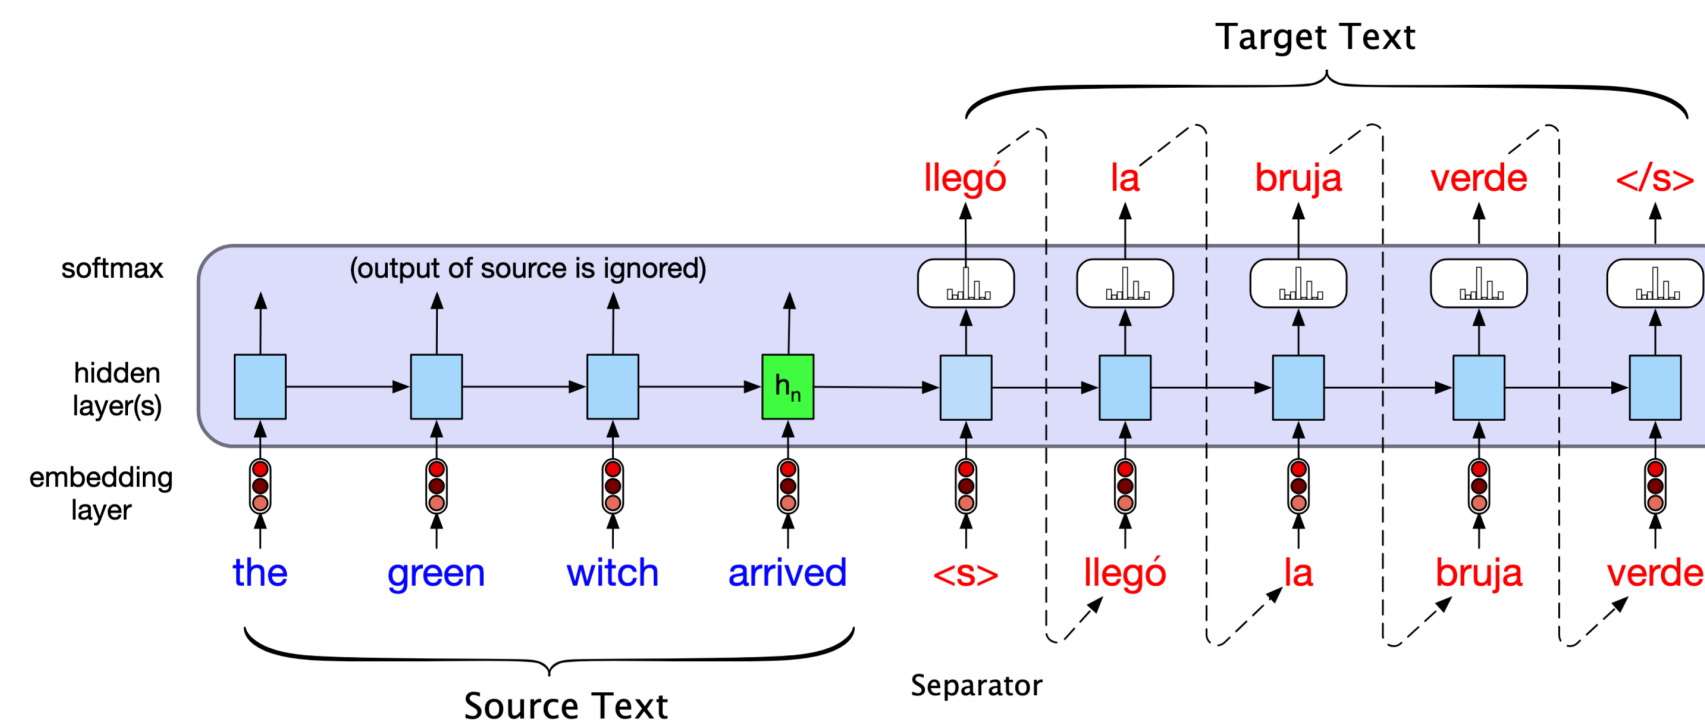 Target Text
llegó la bruja verde </s>
softmax (output of source is ignored)
hidden
layer(s)
hn
embedding
layer
the green witch arrived <s> llegó la bruja verde
Separator
Source Text